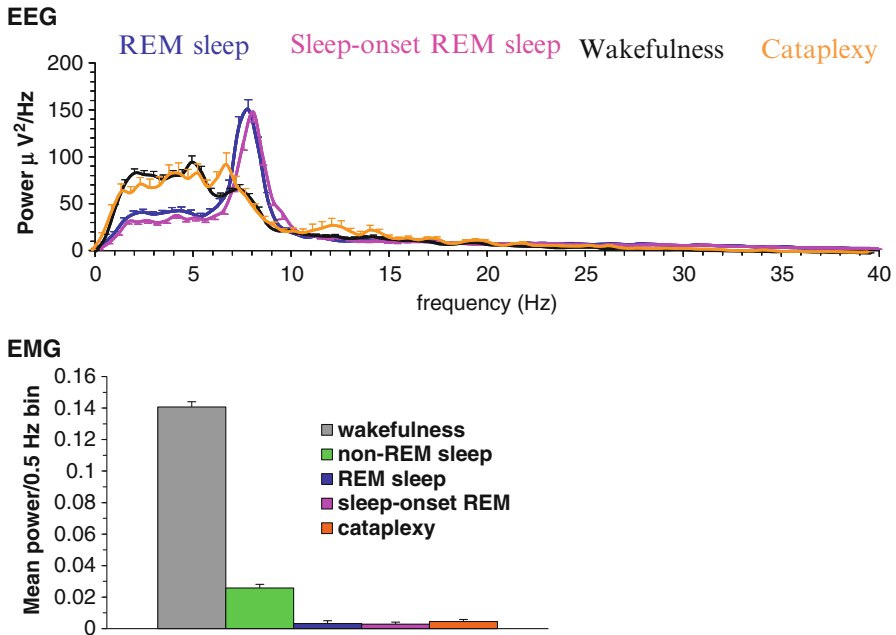 EEG
REM sleep Sleep-onset REM sleep Wakefulness Cataplexy
Power µ V²/Hz
200
150
100
50
0
0 5 10 15 20 25 30 35 40
frequency (Hz)
EMG
Mean power/0.5 Hz bin
0.16
0.14
0.12
0.1
0.08
0.06
0.04
0.02
0
wakefulness
non-REM sleep
REM sleep
sleep-onset REM
cataplexy